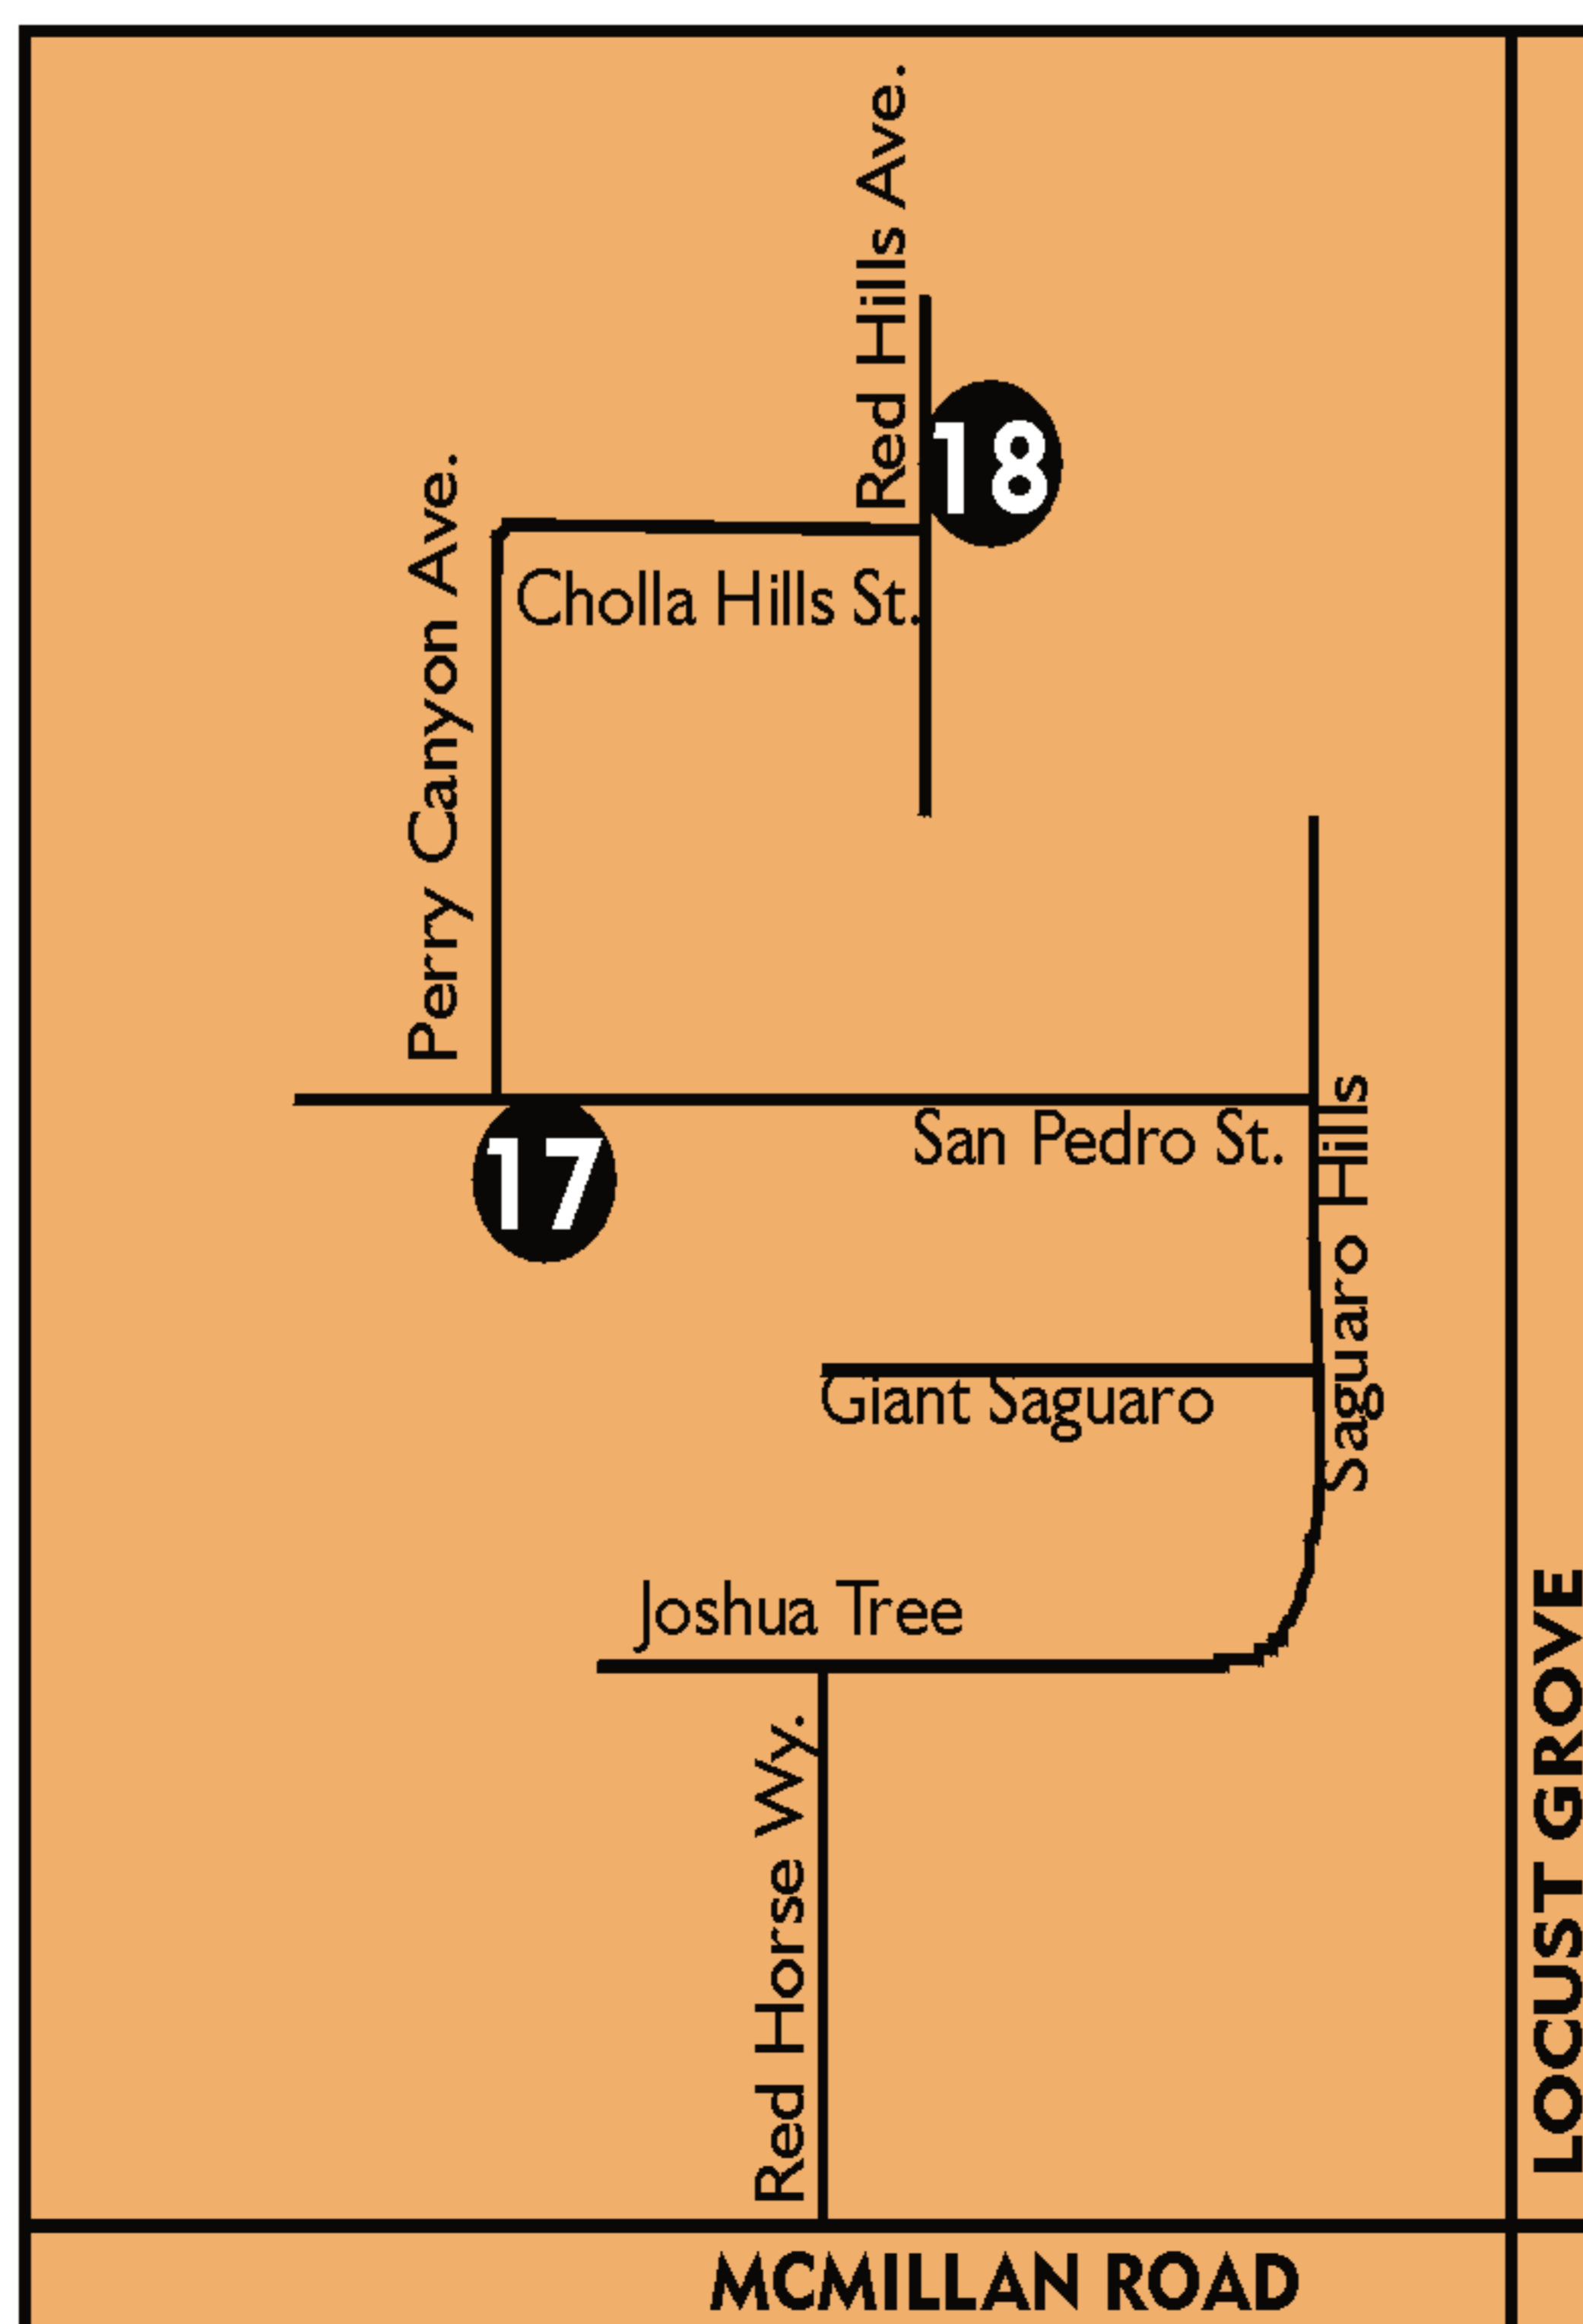 Red Hills Ave.
18
Perry Canyon Ave.
Cholla Hills St.
San Pedro St.
17
Saguaro Hills
Giant Saguaro
Joshua Tree
Red Horse Wy.
LOCUST GROVE
MCMILLAN ROAD